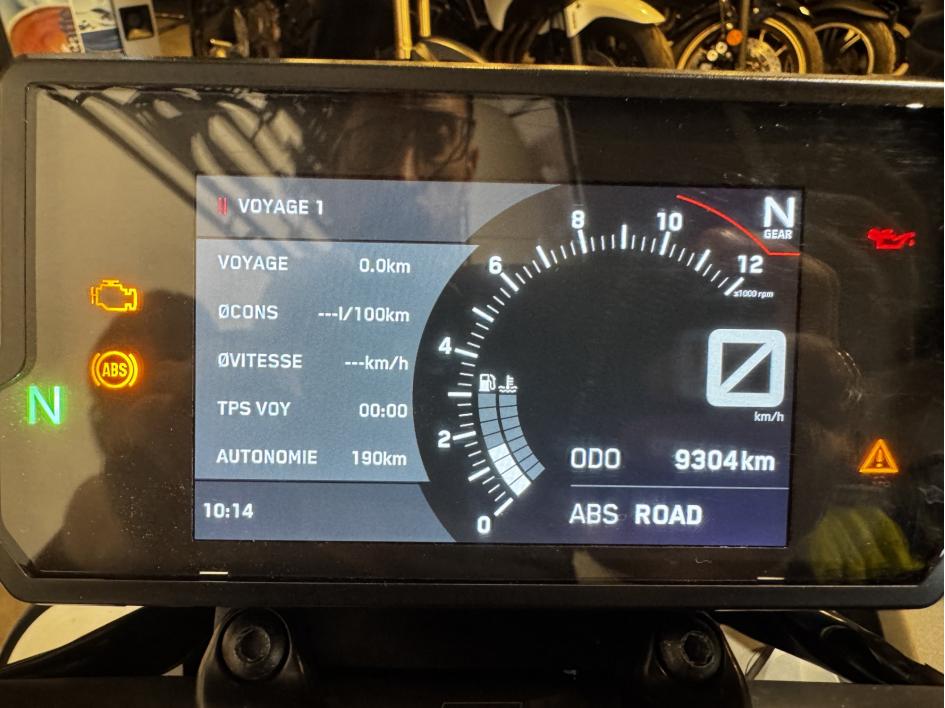 VOYAGE 1
VOYAGE 0.0km
ØCONS ---l/100km
ØVITESSE ---km/h
TPS VOY 00:00
AUTONOMIE 190km
10:14
0
2
4
6
8
10
12
x1000 rpm
N
GEAR
0
km/h
ODO 9304km
ABS ROAD
ABS
N